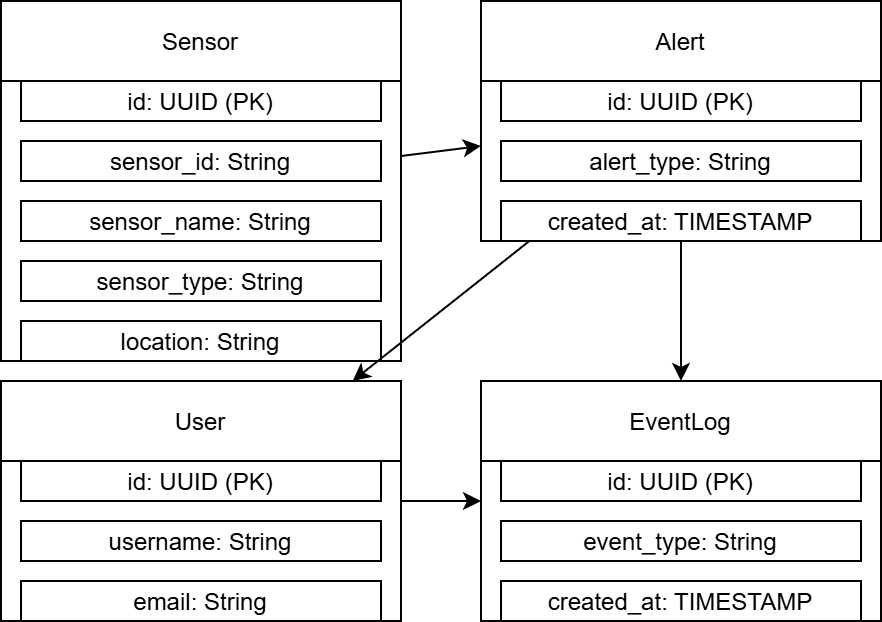 Sensor
id: UUID (PK)
sensor_id: String
sensor_name: String
sensor_type: String
location: String
Alert
id: UUID (PK)
alert_type: String
created_at: TIMESTAMP
User
id: UUID (PK)
username: String
email: String
EventLog
id: UUID (PK)
event_type: String
created_at: TIMESTAMP